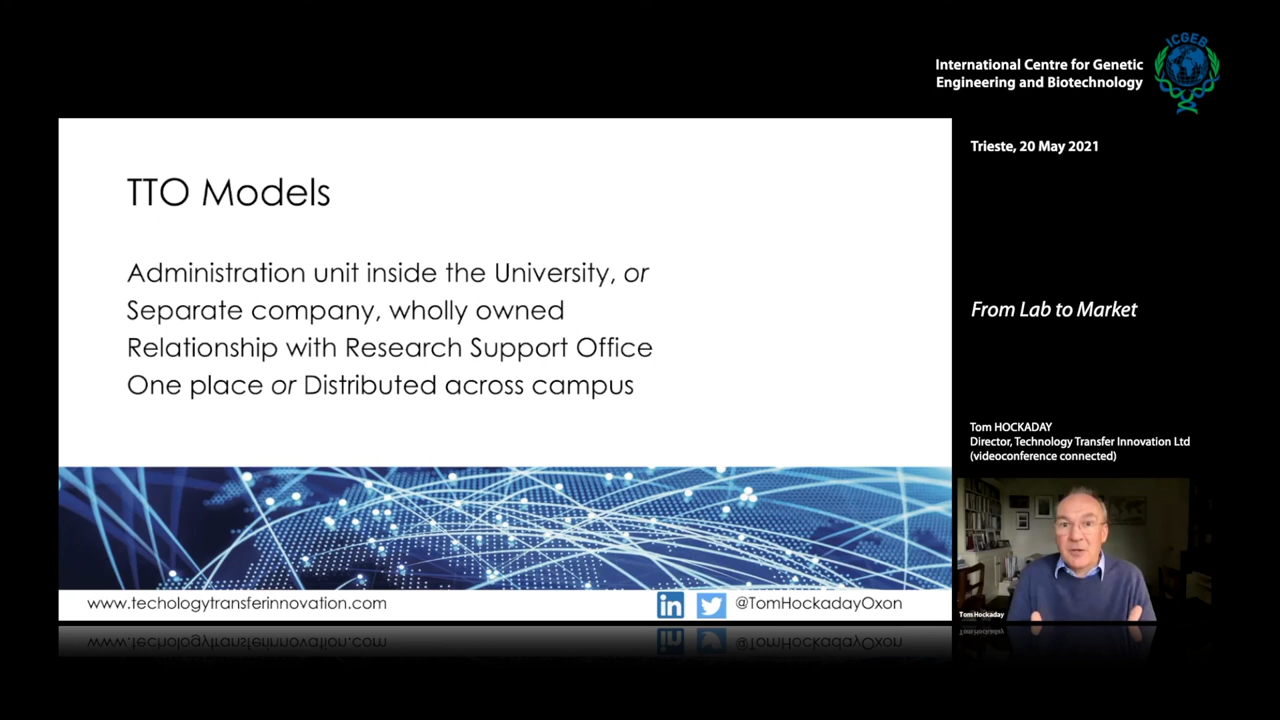 ICGEB
International Centre for Genetic
Engineering and Biotechnology
Trieste, 20 May 2021
TTO Models
Administration unit inside the University, or
Separate company, wholly owned
Relationship with Research Support Office
One place or Distributed across campus
From Lab to Market
Tom HOCKADAY
Director, Technology Transfer Innovation Ltd
(videoconference connected)
www.techologytransferinnovation.com
in
@TomHockadayOxon
Tom Hockaday